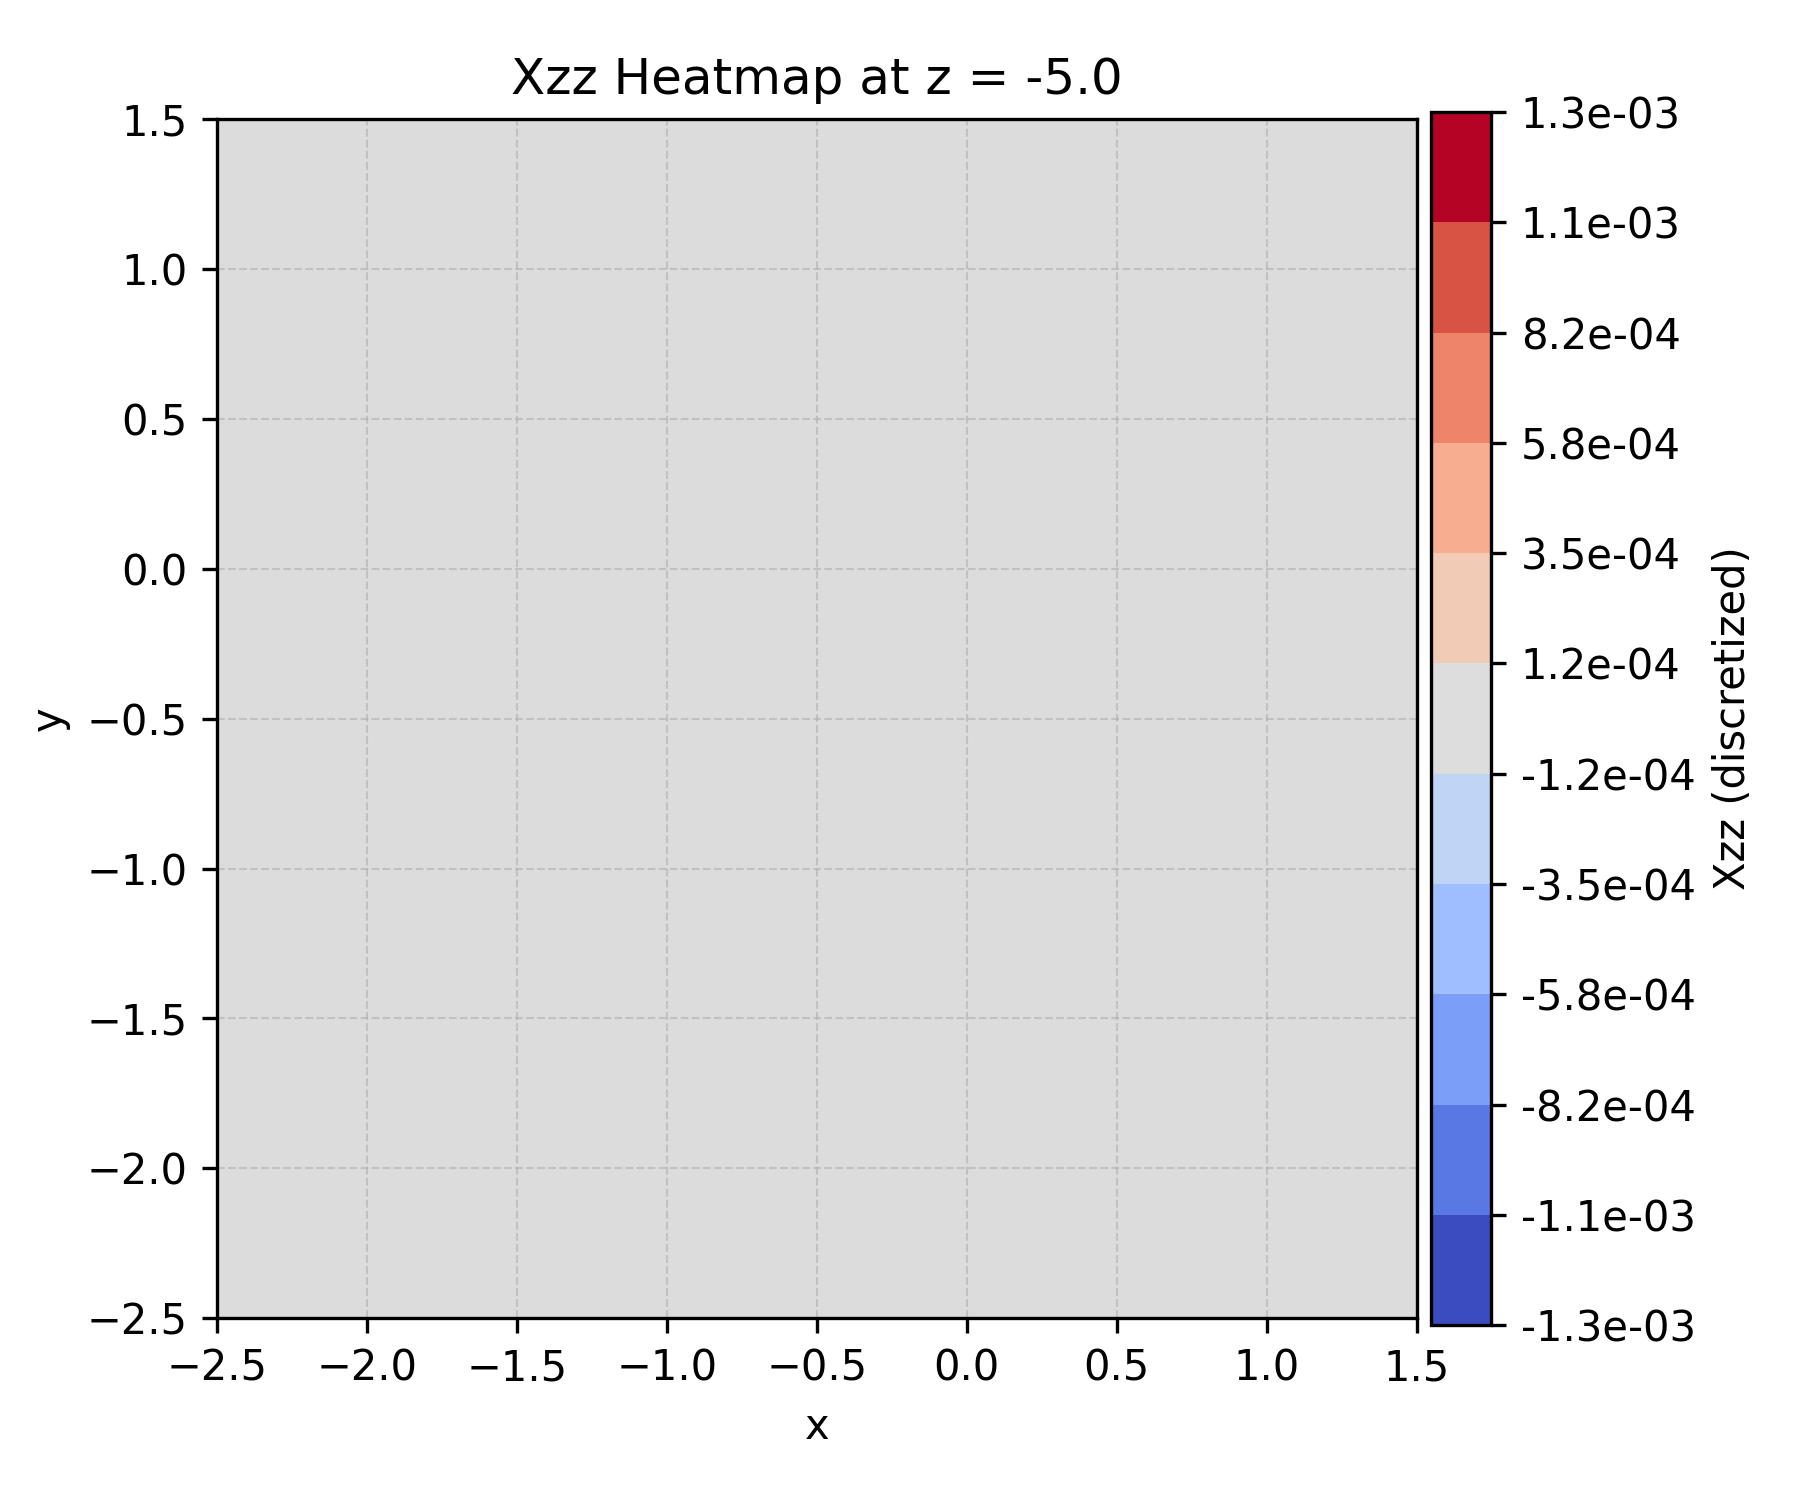 Xzz Heatmap at z = -5.0
1.5
1.0
0.5
0.0
−0.5
−1.0
−1.5
−2.0
−2.5
y
−2.5 −2.0 −1.5 −1.0 −0.5 0.0 0.5 1.0 1.5
x
1.3e-03
1.1e-03
8.2e-04
5.8e-04
3.5e-04
1.2e-04
-1.2e-04
-3.5e-04
-5.8e-04
-8.2e-04
-1.1e-03
-1.3e-03
Xzz (discretized)